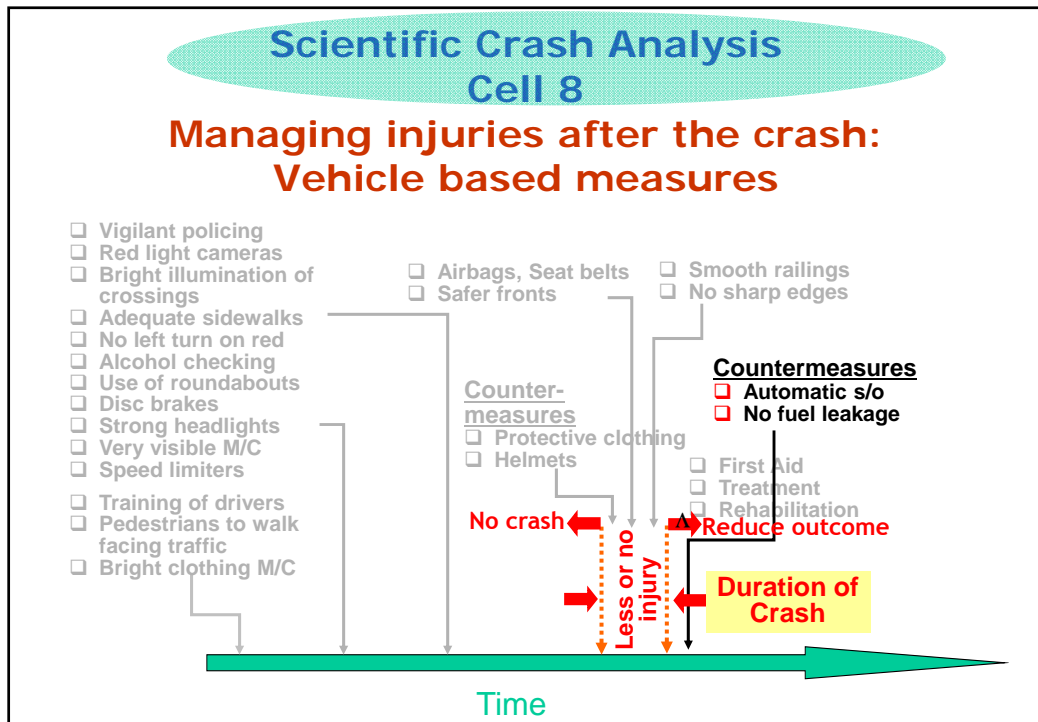 Scientific Crash Analysis
Cell 8
Managing injuries after the crash:
Vehicle based measures
❑ Vigilant policing
❑ Red light cameras
❑ Bright illumination of
crossings
❑ Adequate sidewalks
❑ No left turn on red
❑ Alcohol checking
❑ Use of roundabouts
❑ Disc brakes
❑ Strong headlights
❑ Very visible M/C
❑ Speed limiters
❑ Training of drivers
❑ Pedestrians to walk
facing traffic
❑ Bright clothing M/C
❑ Airbags, Seat belts
❑ Safer fronts
❑ Smooth railings
❑ No sharp edges
Counter-
measures
❑ Protective clothing
❑ Helmets
Countermeasures
❑ Automatic s/o
❑ No fuel leakage
❑ First Aid
❑ Treatment
❑ Rehabilitation
No crash
Λ
Reduce outcome
Less or no
injury
Duration of
Crash
Time